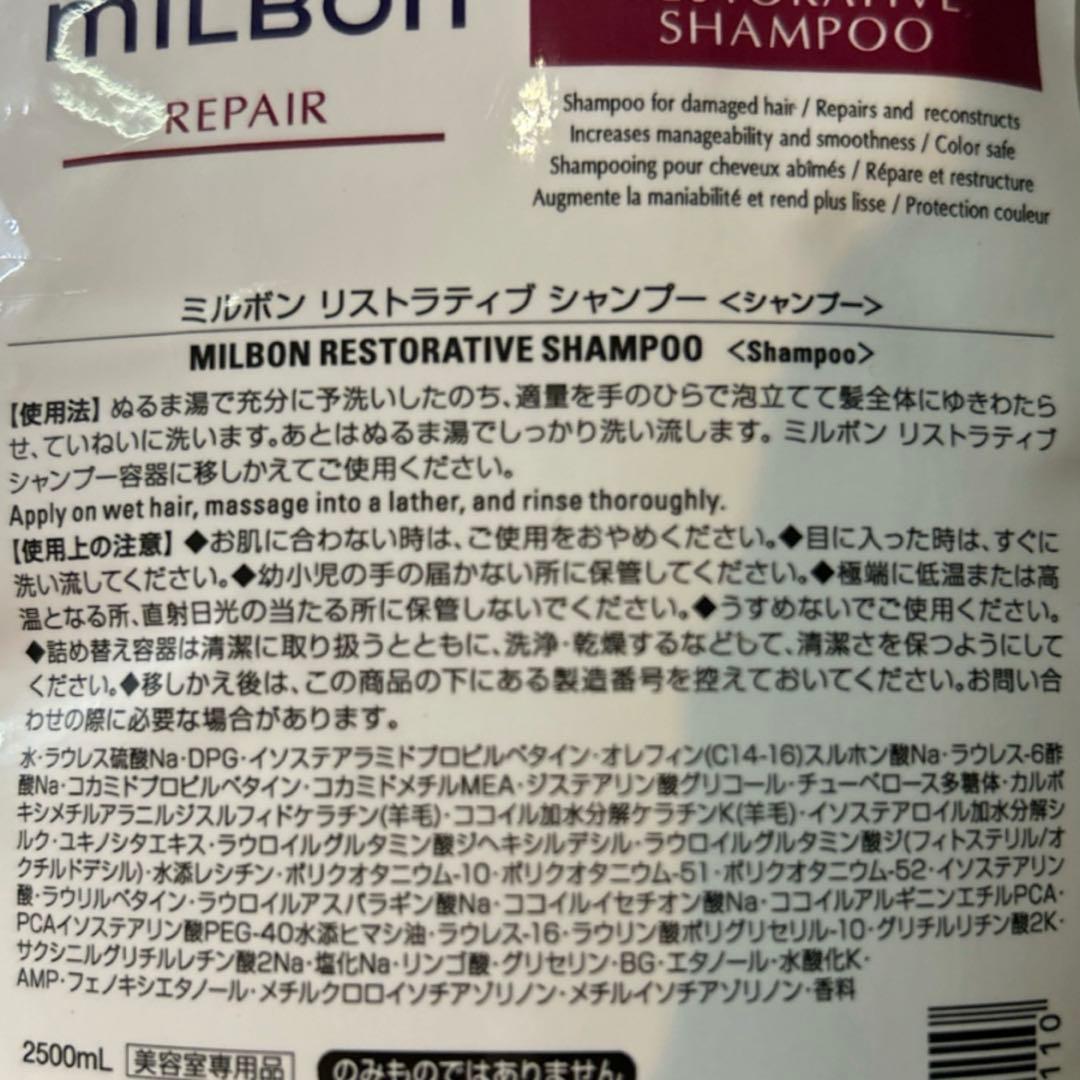 milbon
REPAIR
SHAMPOO
Shampoo for damaged hair / Repairs and reconstructs
Increases manageability and smoothness / Color safe
Shampooing pour cheveux abîmés / Répare et restructure
Augmente la maniabilité et rend plus lisse / Protection couleur
ミルボン リストラティブ シャンプー <シャンプー>
MILBON RESTORATIVE SHAMPOO <Shampoo>
【使用法】ぬるま湯で充分に予洗いしたのち、適量を手のひらで泡立てて髪全体にゆきわたら
せ、ていねいに洗います。あとはぬるま湯でしっかり洗い流します。ミルボン リストラティブ
シャンプー容器に移しかえてご使用ください。
Apply on wet hair, massage into a lather, and rinse thoroughly.
【使用上の注意】◆お肌に合わない時は、ご使用をおやめください。◆目に入った時は、すぐに
洗い流してください。◆幼小児の手の届かない所に保管してください。◆極端に低温または高
温となる所、直射日光の当たる所に保管しないでください。◆うすめないでご使用ください。
◆詰め替え容器は清潔に取り扱うとともに、洗浄・乾燥するなどして、清潔さを保つようにして
ください。◆移しかえ後は、この商品の下にある製造番号を控えておいてください。お問い合
わせの際に必要な場合があります。
水・ラウレス硫酸Na・DPG・イソステアラミドプロピルベタイン・オレフィン(C14-16)スルホン酸Na・ラウレス-6酢
酸Na・コカミドプロピルベタイン・コカミドメチルMEA・ジステアリン酸グリコール・チューベロース多糖体・カルボ
キシメチルアラニルジスルフィドケラチン(羊毛)・ココイル加水分解ケラチンK(羊毛)・イソステアロイル加水分解シ
ルク・ユキノシタエキス・ラウロイルグルタミン酸ジヘキシルデシル・ラウロイルグルタミン酸ジ(フィトステリル/オ
クチルドデシル)・水添レシチン・ポリクオタニウム-10・ポリクオタニウム-51・ポリクオタニウム-52・イソステアリン
酸・ラウリルベタイン・ラウロイルアスパラギン酸Na・ココイルイセチオン酸Na・ココイルアルギニンエチルPCA・
PCAイソステアリン酸PEG-40水添ヒマシ油・ラウレス-16・ラウリン酸ポリグリセリル-10・グリチルリチン酸2K・
サクシニルグリチルレチン酸2Na・塩化Na・リンゴ酸・グリセリン・BG・エタノール・水酸化K・
AMP・フェノキシエタノール・メチルクロロイソチアゾリノン・メチルイソチアゾリノン・香料
2500mL 美容室専用品 のみものではありません
110